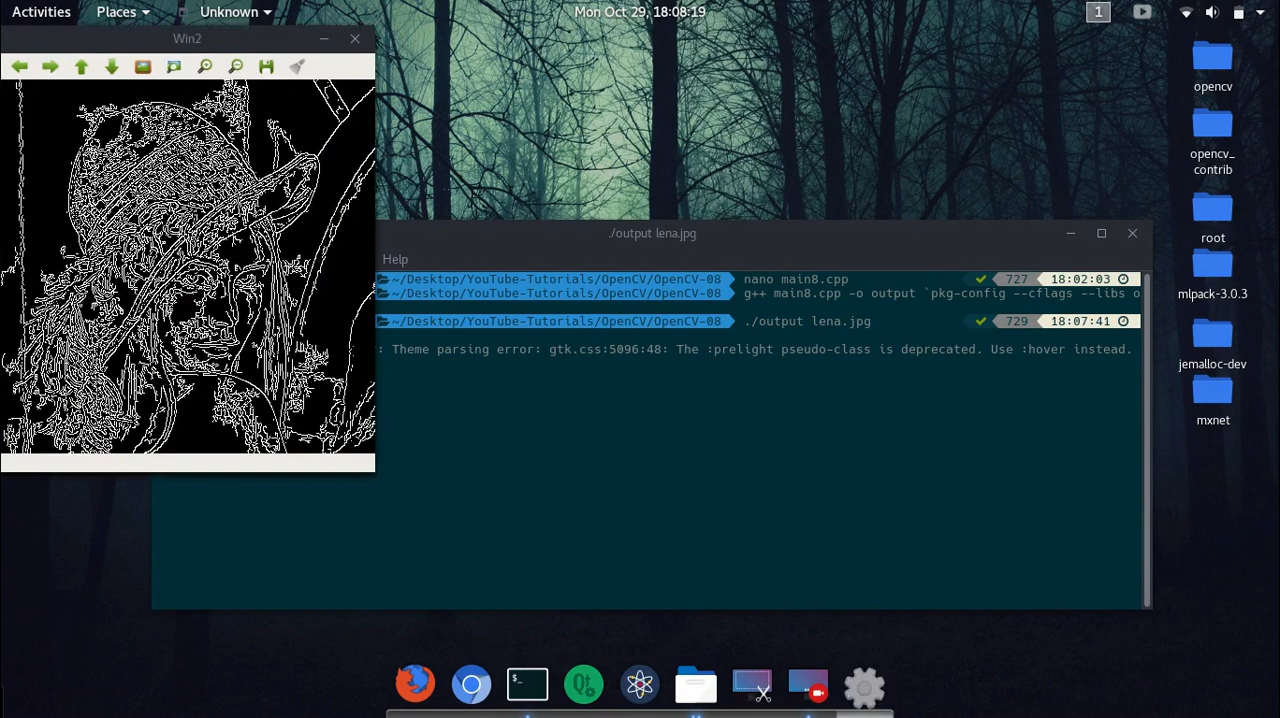 Activities Places Unknown Mon Oct 29, 18:08:19 1
Win2
opencv
opencv_
contrib
root
mlpack-3.0.3
jemalloc-dev
mxnet
./output lena.jpg
Help
~/Desktop/YouTube-Tutorials/OpenCV/OpenCV-08 nano main8.cpp ✔ 727 18:02:03
~/Desktop/YouTube-Tutorials/OpenCV/OpenCV-08 g++ main8.cpp -o output `pkg-config --cflags --libs o
~/Desktop/YouTube-Tutorials/OpenCV/OpenCV-08 ./output lena.jpg ✔ 729 18:07:41
: Theme parsing error: gtk.css:5096:48: The :prelight pseudo-class is deprecated. Use :hover instead.
$_
Qt